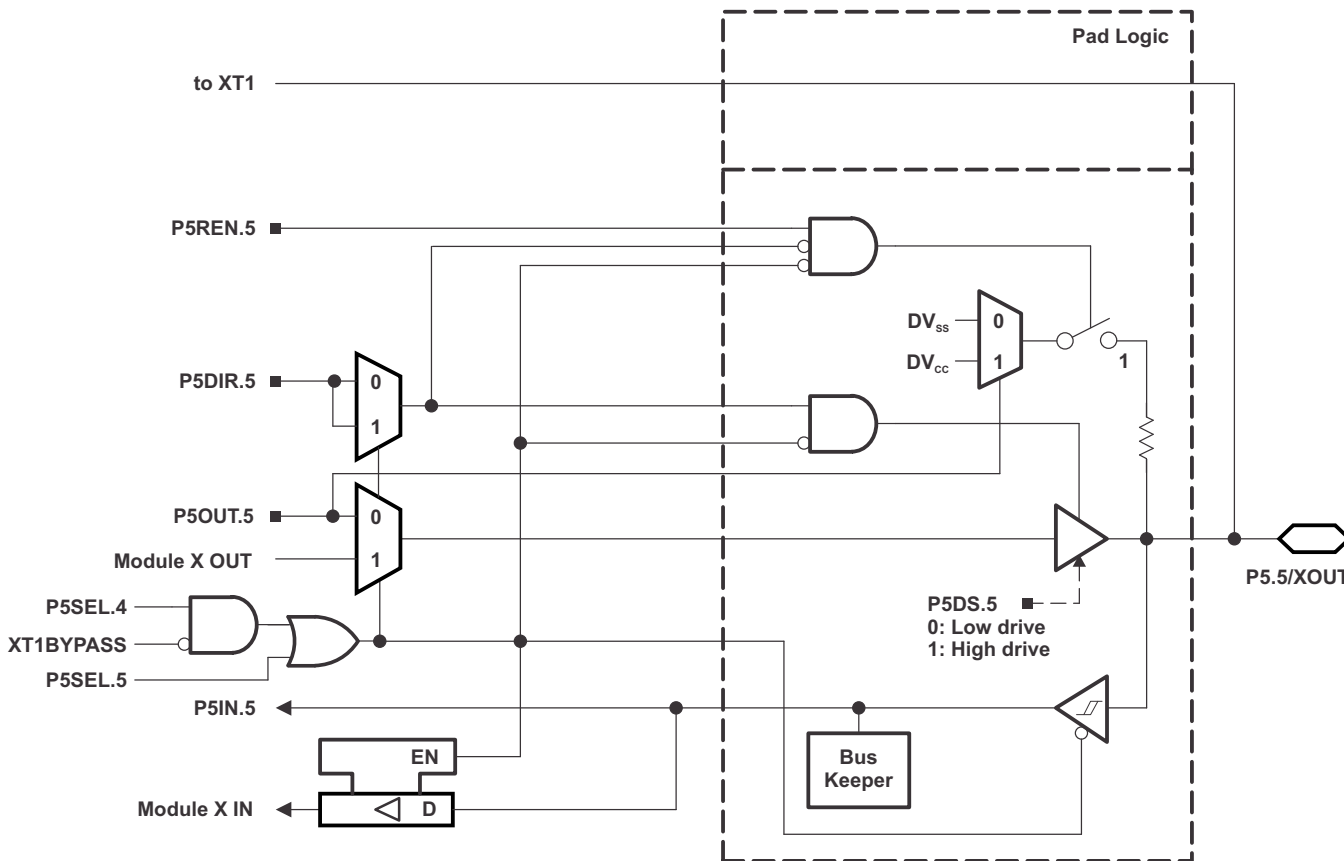 Pad Logic
to XT1
P5REN.5
DVss
0
DVcc
1
1
P5DIR.5
0
1
P5OUT.5
0
Module X OUT
1
P5.5/XOUT
P5SEL.4
XT1BYPASS
P5SEL.5
P5DS.5
0: Low drive
1: High drive
P5IN.5
EN
Bus
Keeper
Module X IN
D